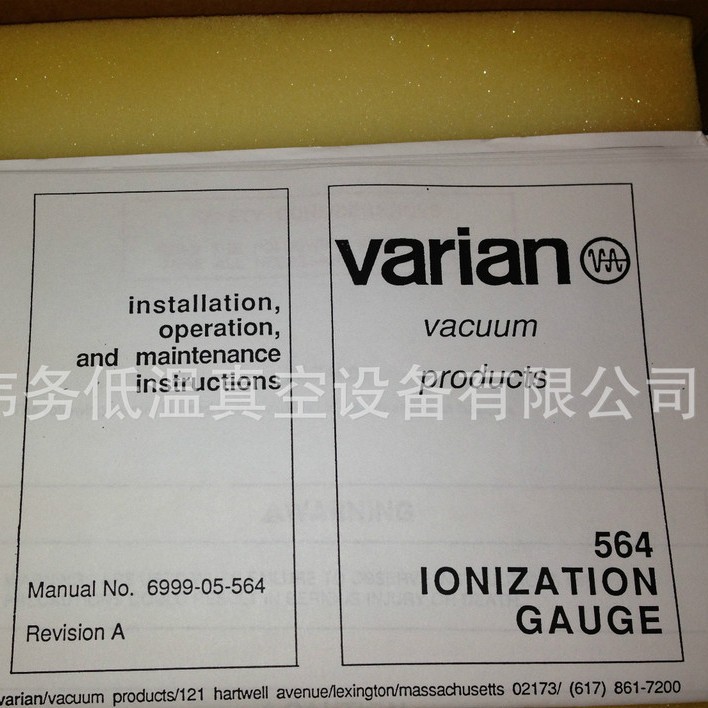 installation,
operation,
and maintenance
instructions
Manual No. 6999-05-564
Revision A
varian
vacuum
products
564
IONIZATION
GAUGE
varian/vacuum products/121 hartwell avenue/lexington/massachusetts 02173/ (617) 861-7200
务低温真空设备有限公司
WARNING